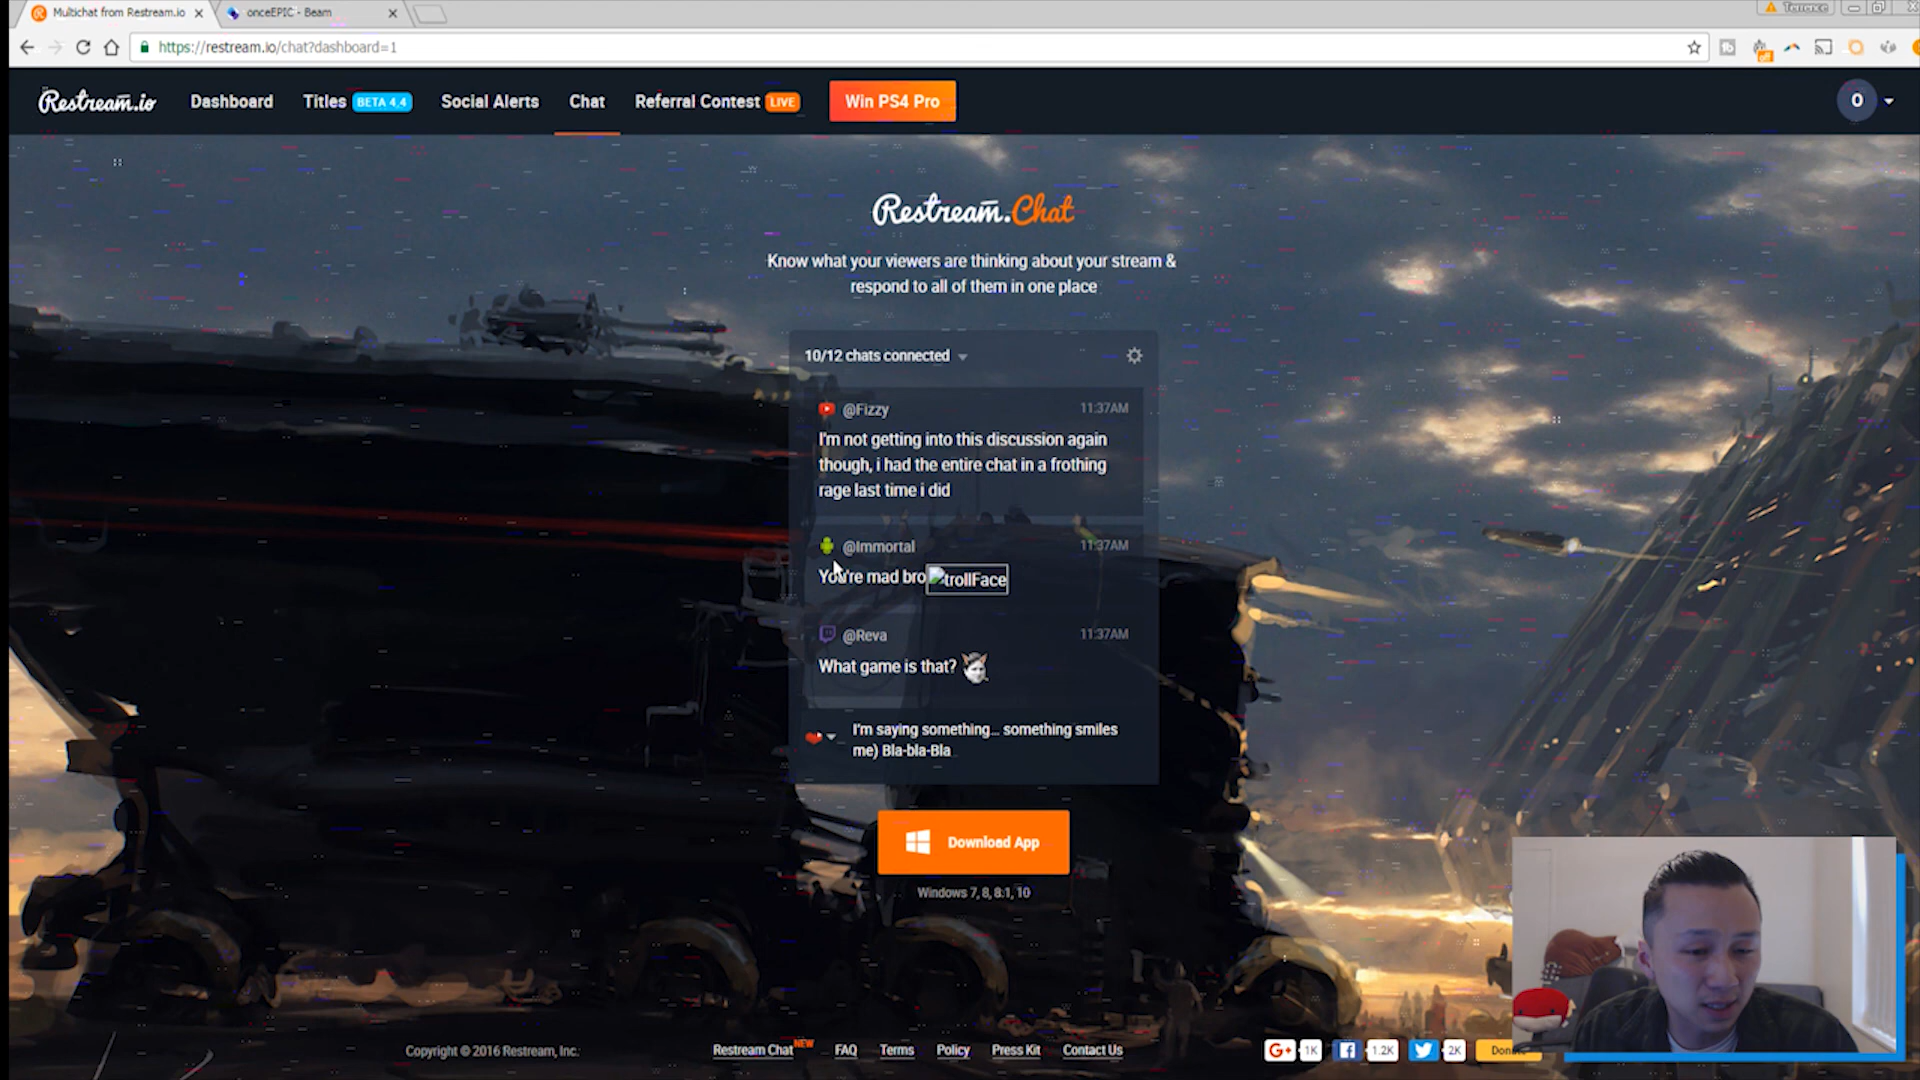 Multichat from Restream.io
onceEPIC - Beam
Terrence
https://restream.io/chat?dashboard=1
Restream.io
Dashboard
Titles BETA 4.4
Social Alerts
Chat
Referral Contest LIVE
Win PS4 Pro
0
Restream.Chat
Know what your viewers are thinking about your stream &
respond to all of them in one place
10/12 chats connected
@Fizzy 11:37AM
I'm not getting into this discussion again
though, i had the entire chat in a frothing
rage last time i did
@Immortal 11:37AM
You're mad bro trollFace
@Reva 11:37AM
What game is that?
I'm saying something... something smiles
me) Bla-bla-Bla
Download App
Windows 7, 8, 8.1, 10
Copyright © 2016 Restream, Inc.
Restream Chat NEW
FAQ
Terms
Policy
Press Kit
Contact Us
G+ 1K
1.2K
2K